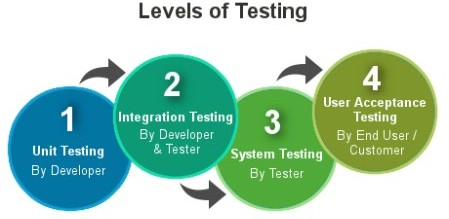 Levels of Testing
1
Unit Testing
By Developer
2
Integration Testing
By Developer
& Tester
3
System Testing
By Tester
4
User Acceptance
Testing
By End User /
Customer